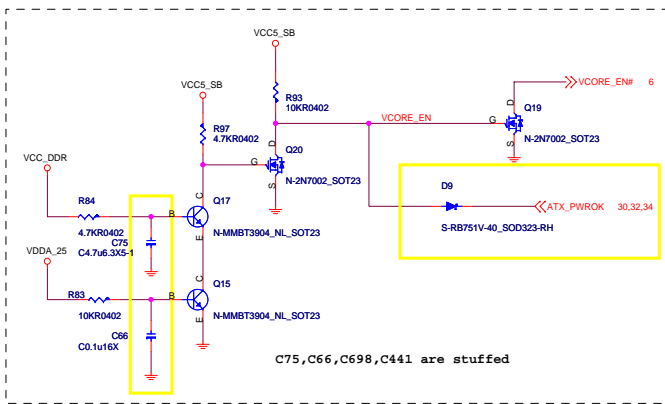 VCC5_SB
VCC5_SB
VCORE_EN# 6
R93
10KR0402
D
Q19
VCORE_EN
G
N-2N7002_SOT23
S
R97
4.7KR0402
D
Q20
G
N-2N7002_SOT23
S
VCC_DDR
D9
ATX_PWROK 30,32,34
S-RB751V-40_SOD323-RH
R84
4.7KR0402
C
Q17
B
N-MMBT3904_NL_SOT23
E
C75
C4.7u6.3X5-1
VDDA_25
R83
10KR0402
C
Q15
B
N-MMBT3904_NL_SOT23
E
C66
C0.1u16X
C75,C66,C698,C441 are stuffed